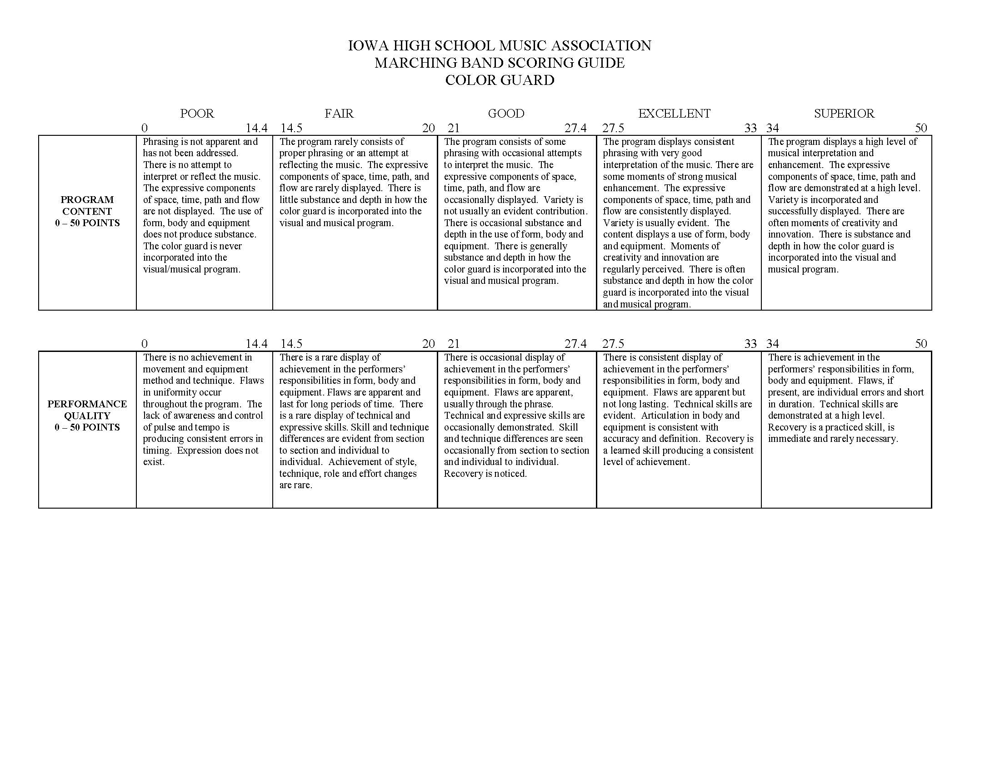 IOWA HIGH SCHOOL MUSIC ASSOCIATION
MARCHING BAND SCORING GUIDE
COLOR GUARD
POOR FAIR GOOD EXCELLENT SUPERIOR
0 14.4 14.5 20 21 27.4 27.5 33 34 50
PROGRAM
CONTENT
0 – 50 POINTS
Phrasing is not apparent and
has not been addressed.
There is no attempt to
interpret or reflect the music.
The expressive components
of space, time, path and flow
are not displayed. The use of
form, body and equipment
does not produce substance.
The color guard is never
incorporated into the
visual/musical program.
The program rarely consists of
proper phrasing or an attempt at
reflecting the music. The expressive
components of space, time, path, and
flow are rarely displayed. There is
little substance and depth in how the
color guard is incorporated into the
visual and musical program.
The program consists of some
phrasing with occasional attempts
to interpret the music. The
expressive components of space,
time, path, and flow are
occasionally displayed. Variety is
not usually an evident contribution.
There is occasional substance and
depth in the use of form, body and
equipment. There is generally
substance and depth in how the
color guard is incorporated into the
visual and musical program.
The program displays consistent
phrasing with very good
interpretation of the music. There are
some moments of strong musical
enhancement. The expressive
components of space, time, path and
flow are consistently displayed.
Variety is usually evident. The
content displays a use of form, body
and equipment. Moments of
creativity and innovation are
regularly perceived. There is often
substance and depth in how the color
guard is incorporated into the visual
and musical program.
The program displays a high level of
musical interpretation and
enhancement. The expressive
components of space, time, path and
flow are demonstrated at a high level.
Variety is incorporated and
successfully displayed. There are
often moments of creativity and
innovation. There is substance and
depth in how the color guard is
incorporated into the visual and
musical program.
0 14.4 14.5 20 21 27.4 27.5 33 34 50
PERFORMANCE
QUALITY
0 – 50 POINTS
There is no achievement in
movement and equipment
method and technique. Flaws
in uniformity occur
throughout the program. The
lack of awareness and control
of pulse and tempo is
producing consistent errors in
timing. Expression does not
exist.
There is a rare display of
achievement in the performers’
responsibilities in form, body and
equipment. Flaws are apparent and
last for long periods of time. There
is a rare display of technical and
expressive skills. Skill and technique
differences are evident from section
to section and individual to
individual. Achievement of style,
technique, role and effort changes
are rare.
There is occasional display of
achievement in the performers’
responsibilities in form, body and
equipment. Flaws are apparent,
usually through the phrase.
Technical and expressive skills are
occasionally demonstrated. Skill
and technique differences are seen
occasionally from section to section
and individual to individual.
Recovery is noticed.
There is consistent display of
achievement in the performers’
responsibilities in form, body and
equipment. Flaws are apparent but
not long lasting. Technical skills are
evident. Articulation in body and
equipment is consistent with
accuracy and definition. Recovery is
a learned skill producing a consistent
level of achievement.
There is achievement in the
performers’ responsibilities in form,
body and equipment. Flaws, if
present, are individual errors and short
in duration. Technical skills are
demonstrated at a high level.
Recovery is a practiced skill, is
immediate and rarely necessary.